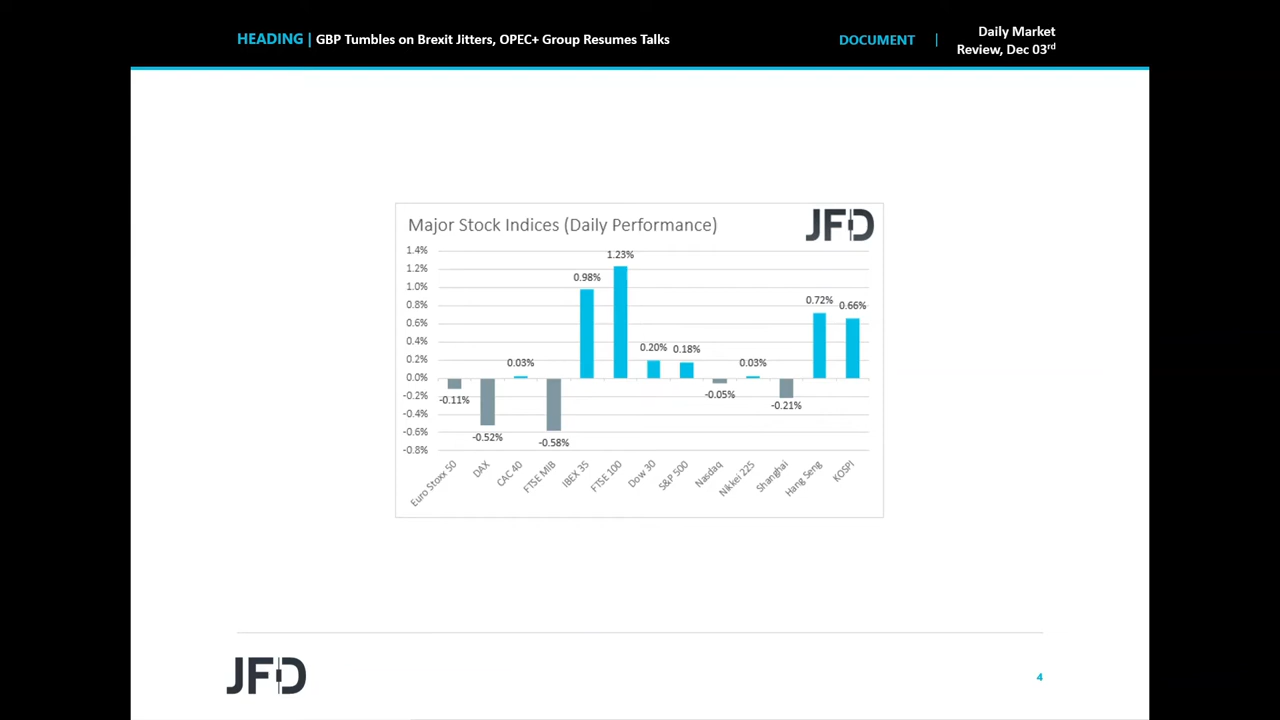 HEADING | GBP Tumbles on Brexit Jitters, OPEC+ Group Resumes Talks
DOCUMENT | Daily Market
Review, Dec 03rd
Major Stock Indices (Daily Performance)
JFD
1.4%
1.2%
1.0%
0.8%
0.6%
0.4%
0.2%
0.0%
-0.2%
-0.4%
-0.6%
-0.8%
-0.11%
-0.52%
0.03%
-0.58%
0.98%
1.23%
0.20%
0.18%
-0.05%
0.03%
-0.21%
0.72%
0.66%
Euro Stoxx 50
DAX
CAC 40
FTSE MIB
IBEX 35
FTSE 100
Dow 30
S&P 500
Nasdaq
Nikkei 225
Shanghai
Hang Seng
KOSPI
JFD
4